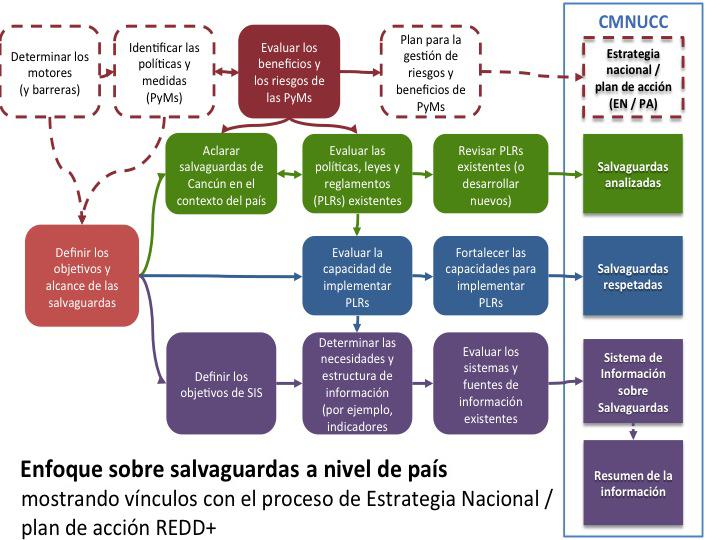 CMNUCC
Determinar los
motores
(y barreras)
Identificar las
políticas y
medidas
(PyMs)
Evaluar los
beneficios y
los riesgos de
las PyMs
Plan para la
gestión de
riesgos y
beneficios de
PyMs
Estrategia
nacional /
plan de acción
(EN / PA)
Aclarar
salvaguardas de
Cancún en el
contexto del país
Evaluar las
políticas, leyes y
reglamentos
(PLRs) existentes
Revisar PLRs
existentes (o
desarrollar
nuevos)
Salvaguardas
analizadas
Definir los
objetivos y
alcance de las
salvaguardas
Evaluar la
capacidad de
implementar
PLRs
Fortalecer las
capacidades para
implementar
PLRs
Salvaguardas
respetadas
Definir los
objetivos de SIS
Determinar las
necesidades y
estructura de
información
(por ejemplo,
indicadores
Evaluar los
sistemas y
fuentes de
información
existentes
Sistema de
Información
sobre
Salvaguardas
Resumen de la
información
Enfoque sobre salvaguardas a nivel de país
mostrando vínculos con el proceso de Estrategia Nacional /
plan de acción REDD+